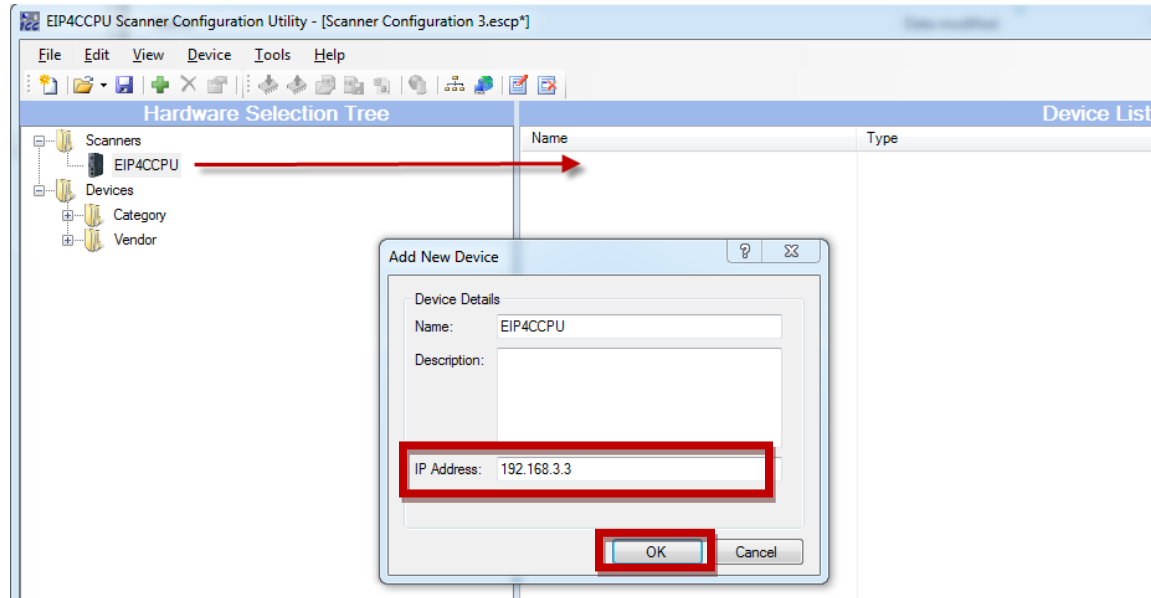 EIP4CCPU Scanner Configuration Utility - [Scanner Configuration 3.escp*]
File Edit View Device Tools Help
Hardware Selection Tree
Device List
Scanners
EIP4CCPU
Devices
Category
Vendor
Name Type
Add New Device
Device Details
Name: EIP4CCPU
Description:
IP Address: 192.168.3.3
OK Cancel